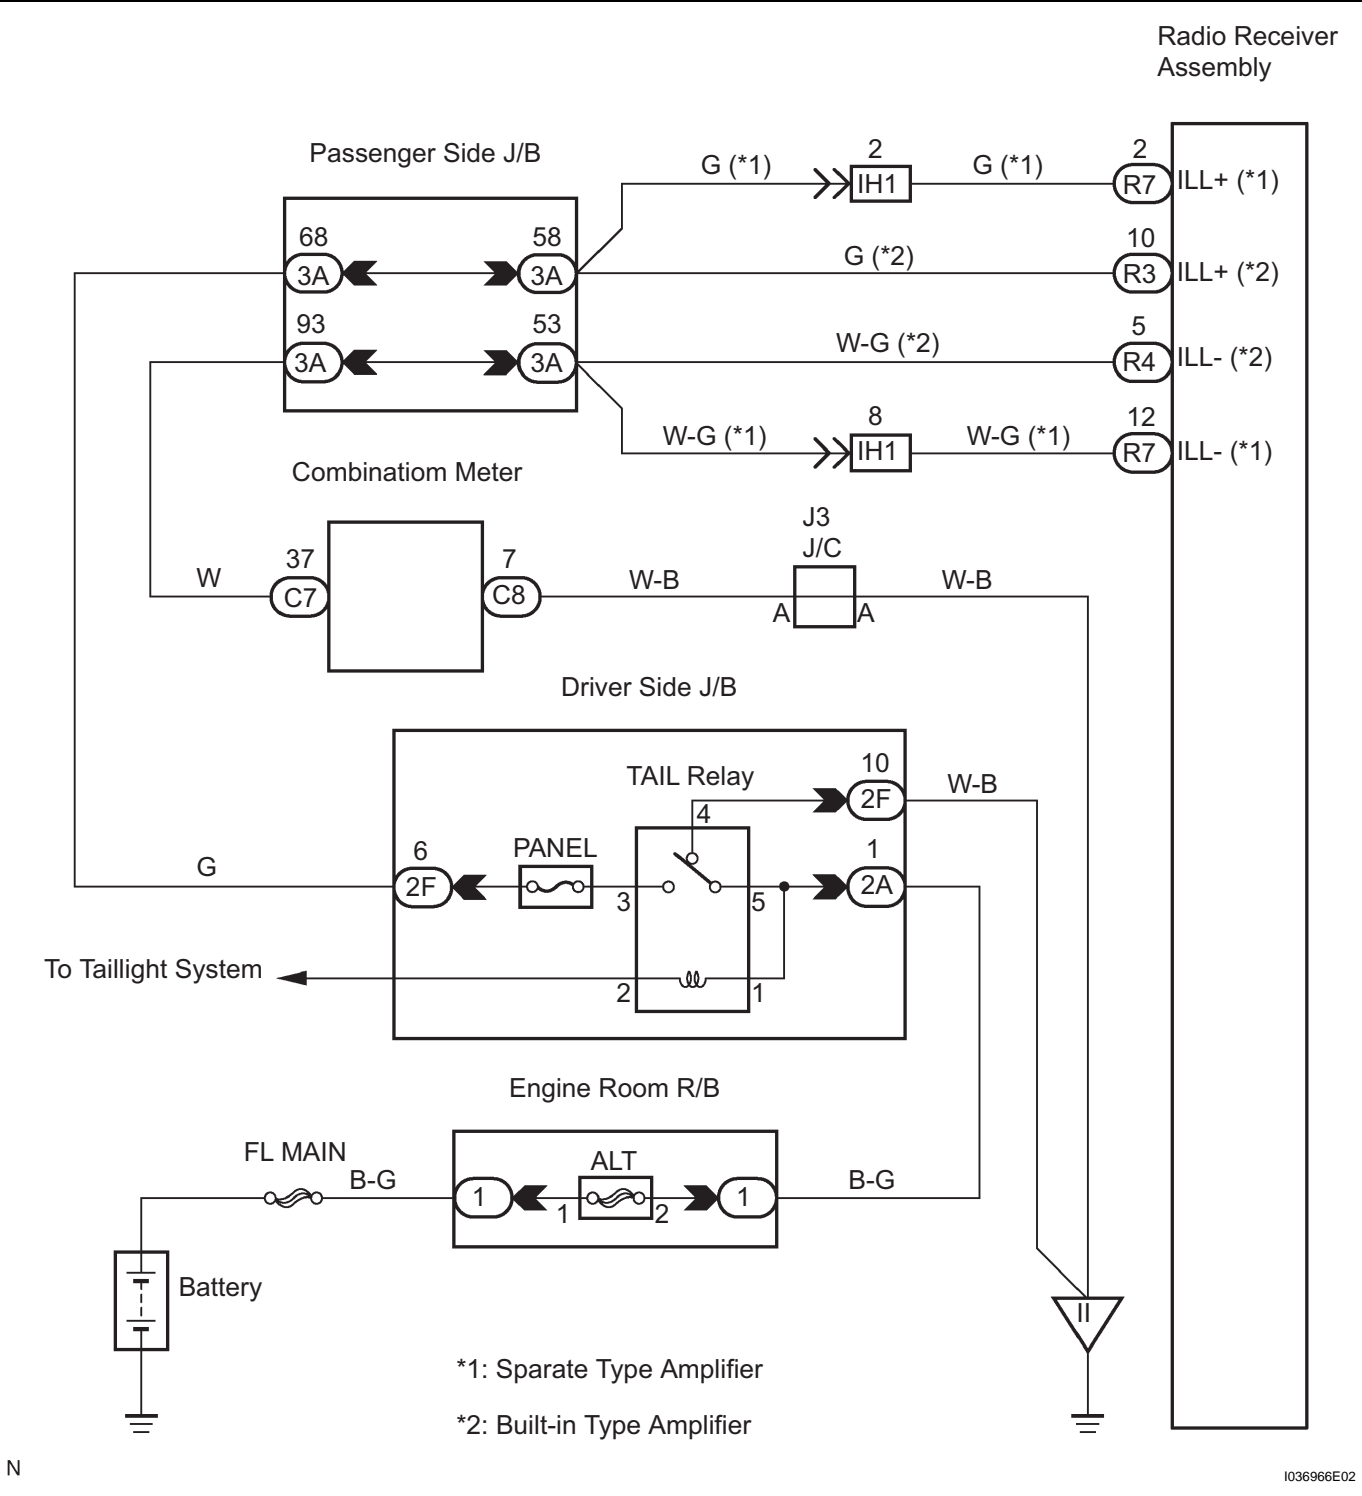 Radio Receiver
Assembly
Passenger Side J/B
G (*1)
2
IH1
G (*1)
2
R7
ILL+ (*1)
68
3A
58
3A
G (*2)
10
R3
ILL+ (*2)
93
3A
53
3A
W-G (*2)
5
R4
ILL- (*2)
W-G (*1)
8
IH1
W-G (*1)
12
R7
ILL- (*1)
Combinatiom Meter
J3
J/C
W
37
C7
7
C8
W-B
A
A
W-B
Driver Side J/B
TAIL Relay
10
2F
W-B
4
G
6
2F
PANEL
3
5
1
2A
To Taillight System
2
1
Engine Room R/B
FL MAIN
B-G
1
ALT
1
2
1
B-G
Battery
II
*1: Sparate Type Amplifier
*2: Built-in Type Amplifier
N
I036966E02